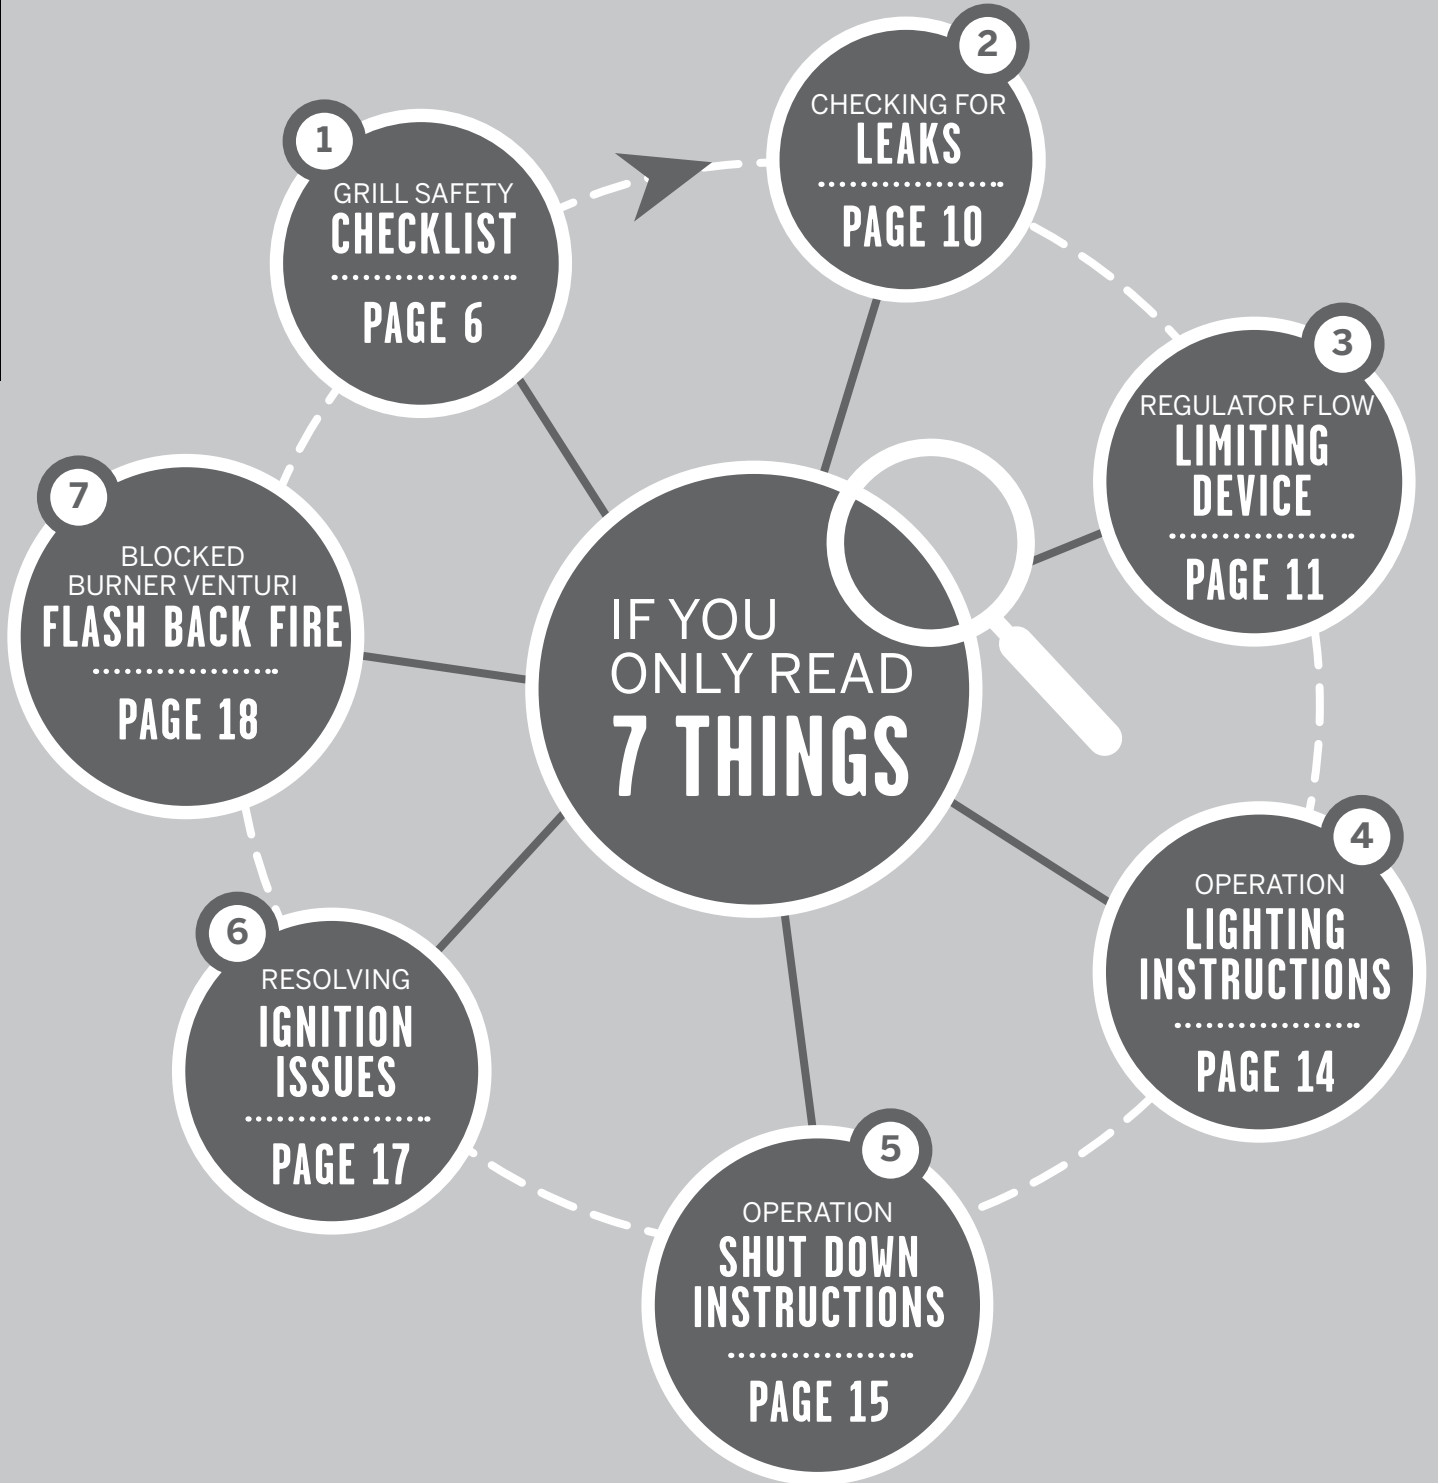 1
GRILL SAFETY
CHECKLIST
PAGE 6
2
CHECKING FOR
LEAKS
PAGE 10
3
REGULATOR FLOW
LIMITING
DEVICE
PAGE 11
4
OPERATION
LIGHTING
INSTRUCTIONS
PAGE 14
5
OPERATION
SHUT DOWN
INSTRUCTIONS
PAGE 15
6
RESOLVING
IGNITION
ISSUES
PAGE 17
7
BLOCKED
BURNER VENTURI
FLASH BACK FIRE
PAGE 18
IF YOU
ONLY READ
7 THINGS